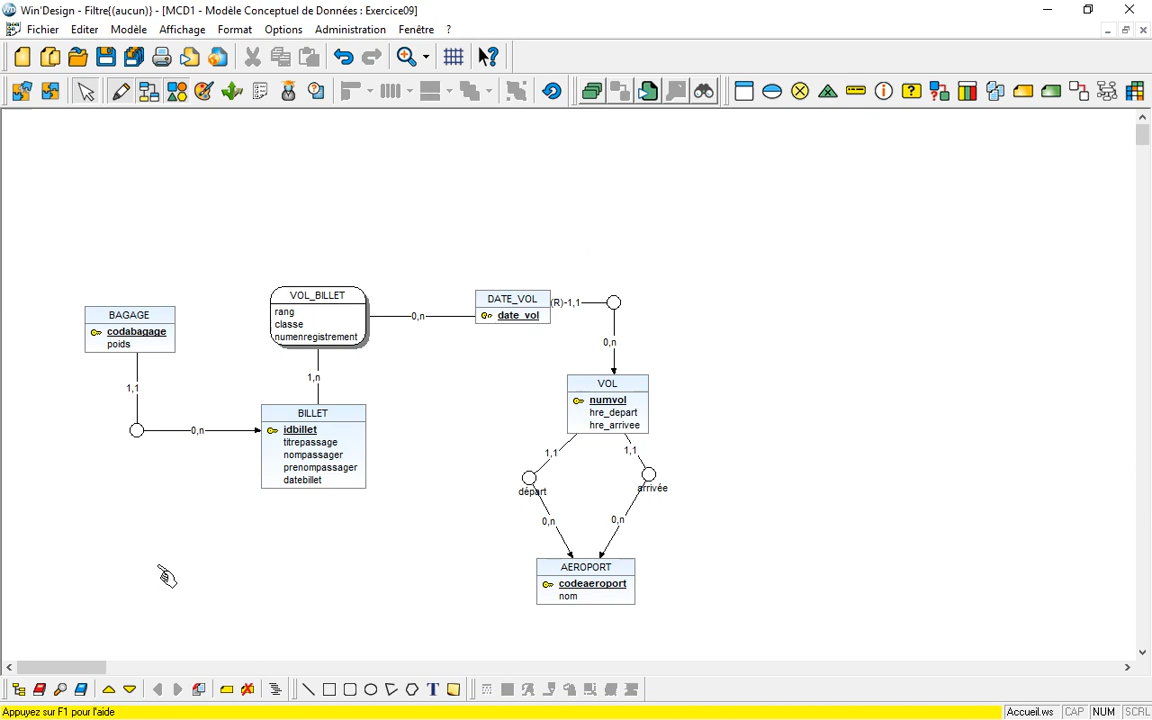 Win'Design - Filtre{(aucun)} - [MCD1 - Modèle Conceptuel de Données : Exercice09]
Fichier Editer Modèle Affichage Format Options Administration Fenêtre ?
VOL_BILLET
rang
classe
numenregistrement
DATE_VOL
date_vol
(R)-1,1
0,n
0,n
BAGAGE
codabagage
poids
1,1
0,n
1,n
BILLET
idbillet
titrepassage
nompassager
prenompassager
datebillet
VOL
numvol
hre_depart
hre_arrivee
1,1
1,1
départ
arrivée
0,n
0,n
AEROPORT
codeaeroport
nom
Appuyez sur F1 pour l'aide
Accueil.ws CAP NUM SCRL